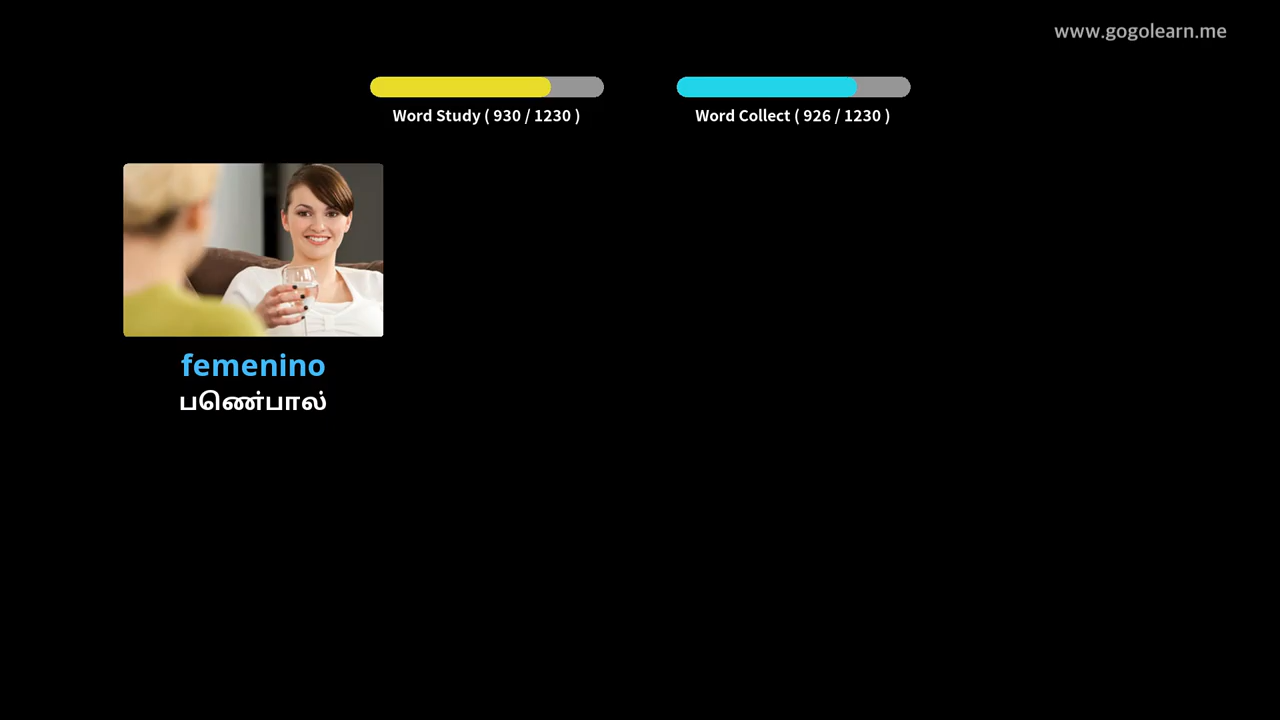 www.gogolearn.me
Word Study ( 930 / 1230 )
Word Collect ( 926 / 1230 )
femenino
பெண்பால்